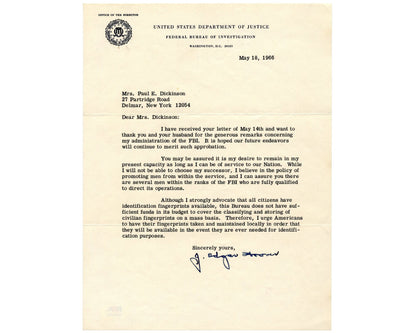 OFFICE OF THE DIRECTOR
UNITED STATES DEPARTMENT OF JUSTICE
FEDERAL BUREAU OF INVESTIGATION
WASHINGTON, D.C. 20535
May 18, 1966
Mrs. Paul E. Dickinson
27 Partridge Road
Delmar, New York 12054
Dear Mrs. Dickinson:
I have received your letter of May 14th and want to
thank you and your husband for the generous remarks concerning
my administration of the FBI. It is hoped our future endeavors
will continue to merit such approbation.
You may be assured it is my desire to remain in my
present capacity as long as I can be of service to our Nation. While
I will not be able to choose my successor, I believe in the policy of
promoting men from within the service, and I can assure you there
are several men within the ranks of the FBI who are fully qualified
to direct its operations.
Although I strongly advocate that all citizens have
identification fingerprints available, this Bureau does not have suf-
ficient funds in its budget to cover the classifying and storing of
civilian fingerprints on a mass basis. Therefore, I urge Americans
to have their fingerprints taken and maintained locally in order that
they will be available in the event they are ever needed for identifi-
cation purposes.
Sincerely yours,
J. Edgar Hoover